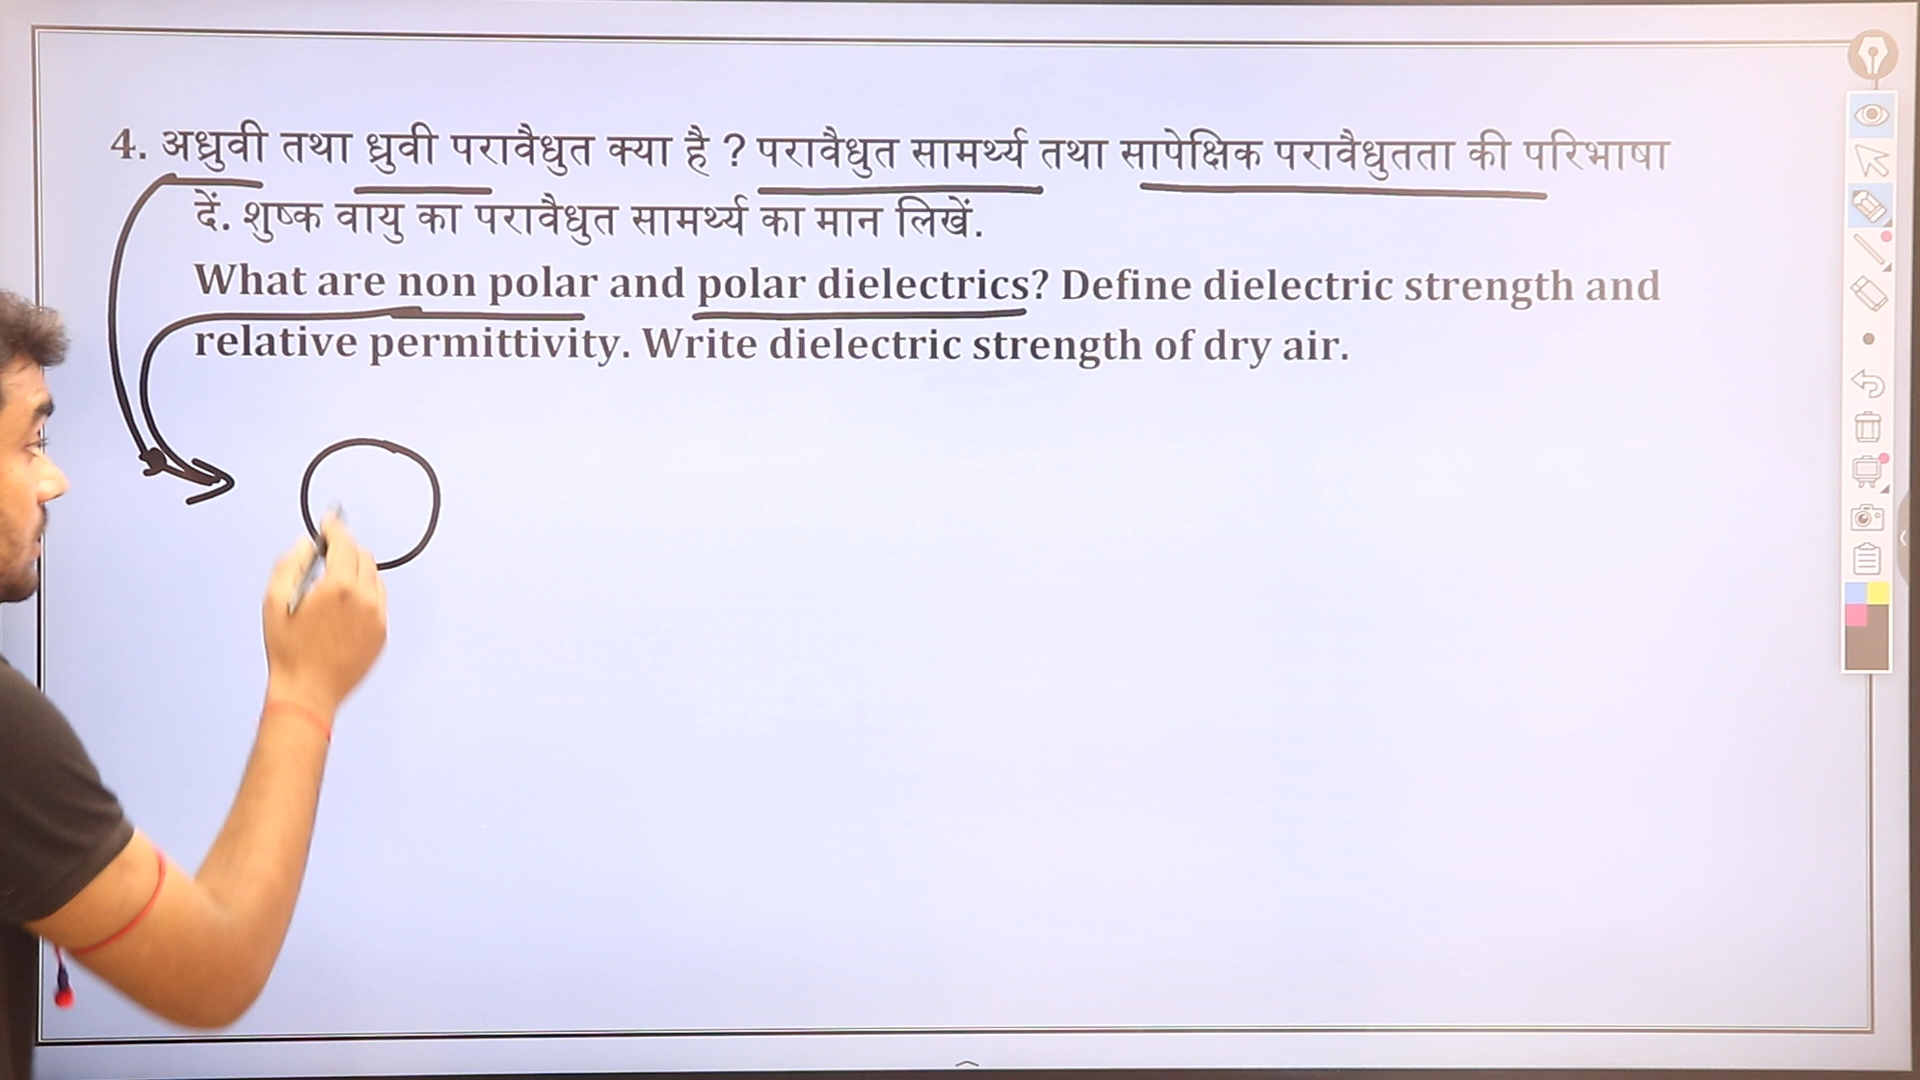 4. अध्रुवी तथा ध्रुवी परावैधुत क्या है ? परावैधुत सामर्थ्य तथा सापेक्षिक परावैधुतता की परिभाषा
दें. शुष्क वायु का परावैधुत सामर्थ्य का मान लिखें.
What are non polar and polar dielectrics? Define dielectric strength and
relative permittivity. Write dielectric strength of dry air.